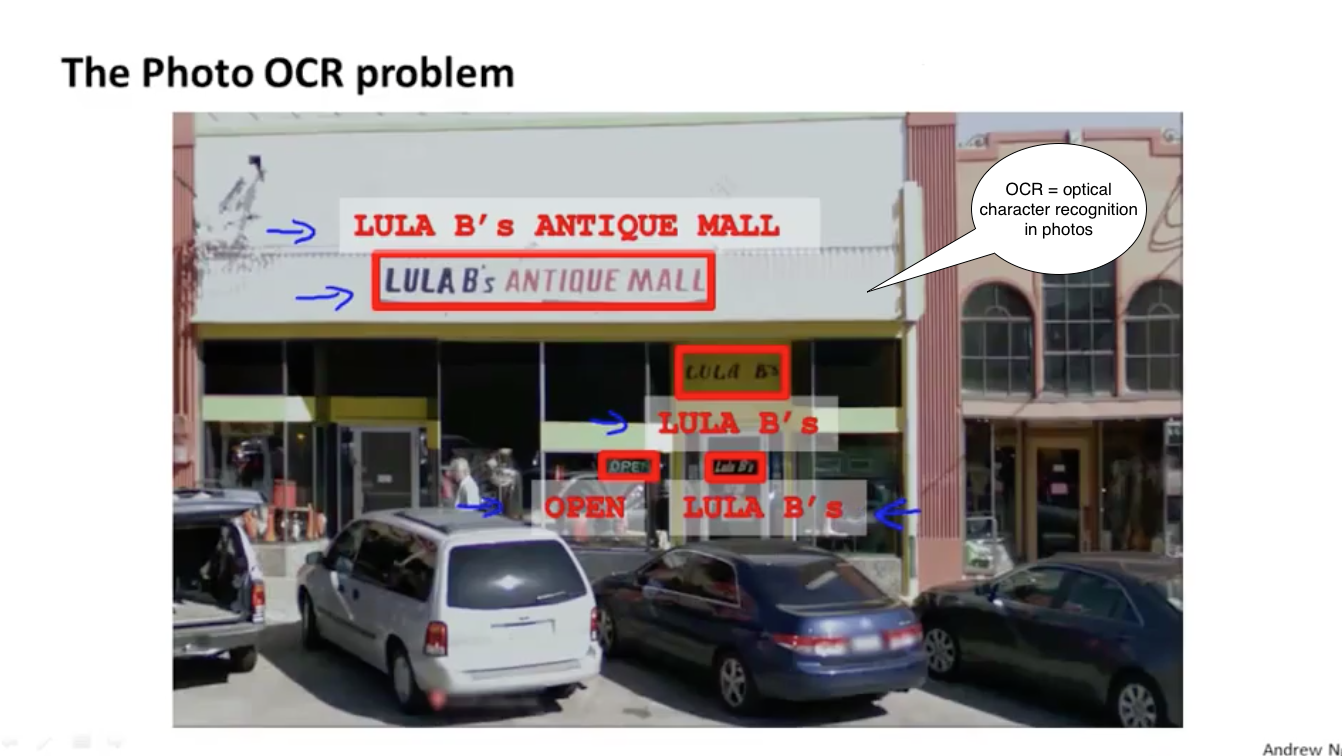 The Photo OCR problem
OCR = optical
character recognition
in photos
LULA B's ANTIQUE MALL
LULA B's ANTIQUE MALL
LULA B's
LULA B's
OPEN Lula B's
OPEN LULA B's
Andrew